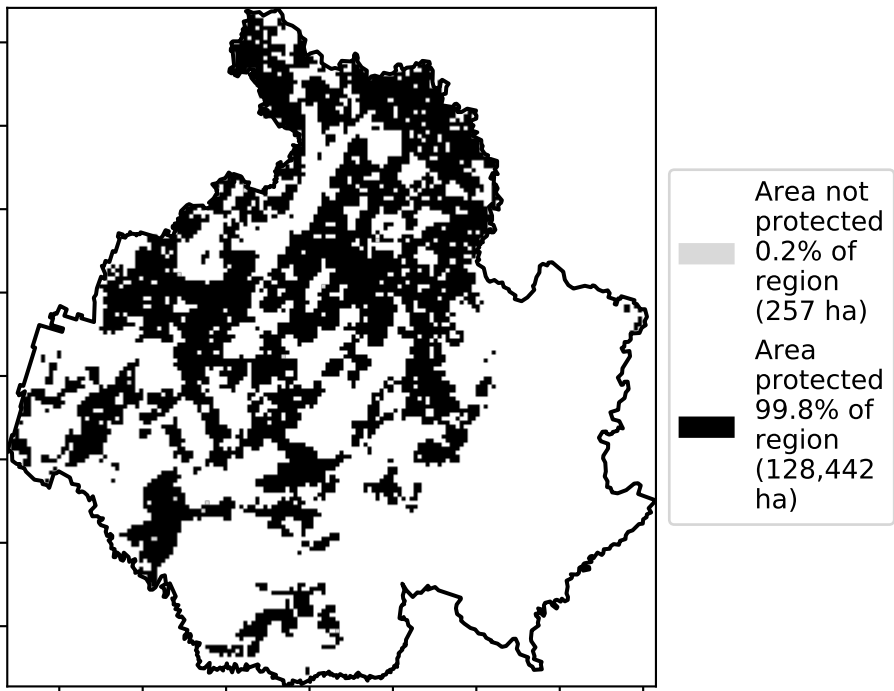 Area not
protected
0.2% of
region
(257 ha)
Area
protected
99.8% of
region
(128,442
ha)